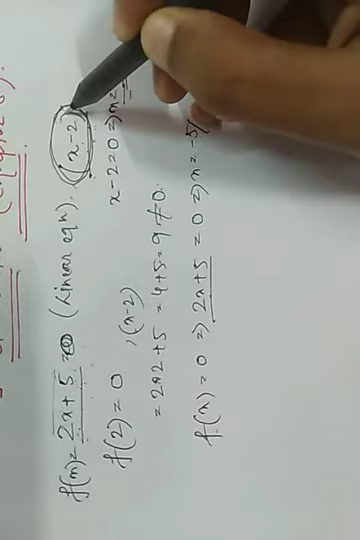 f(x) = 2x + 5 = 0 (Linear eqn). (x-2)
f(2) = 0 , (x-2) x-2=0 ⇒ x=
= 2×2 + 5 = 4+5 = 9 ≠ 0.
f(x) = 0 ⇒ 2x+5 = 0 ⇒ x = -5/